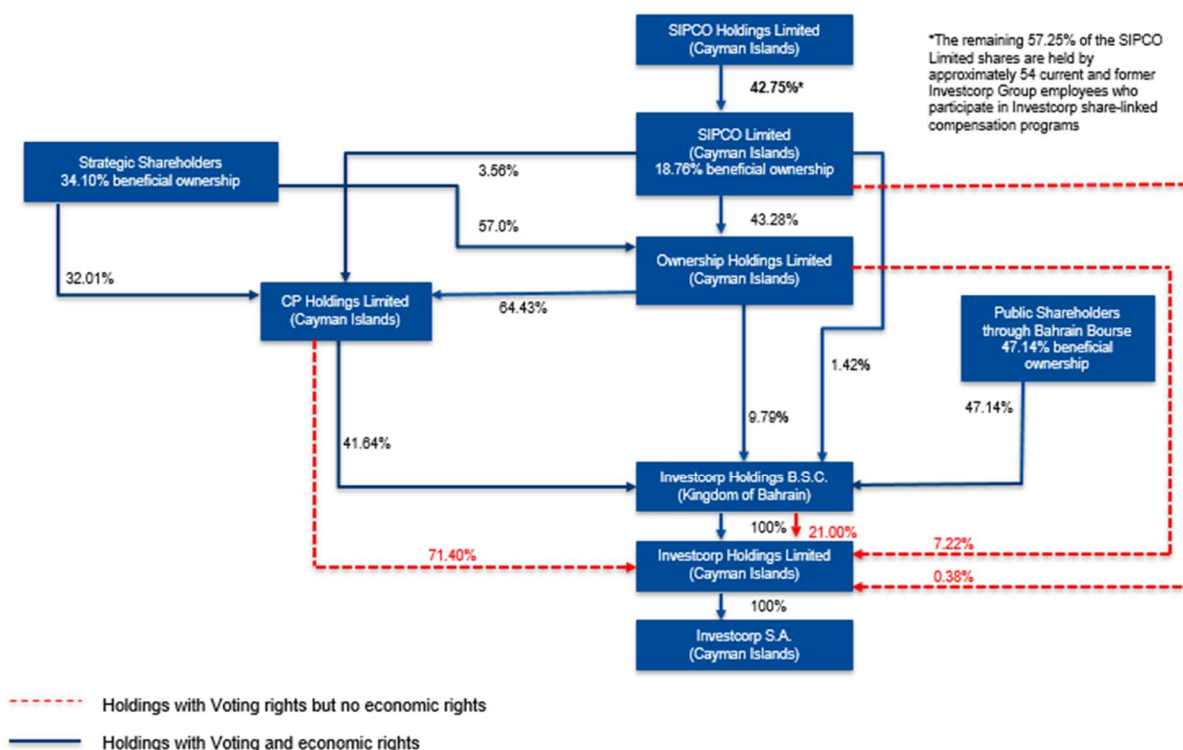 SIPCO Holdings Limited
(Cayman Islands)
*The remaining 57.25% of the SIPCO
Limited shares are held by
approximately 54 current and former
Investcorp Group employees who
participate in Investcorp share-linked
compensation programs
42.75%*
SIPCO Limited
(Cayman Islands)
18.76% beneficial ownership
Strategic Shareholders
34.10% beneficial ownership
3.56%
43.28%
57.0%
Ownership Holdings Limited
(Cayman Islands)
32.01%
CP Holdings Limited
(Cayman Islands)
64.43%
Public Shareholders
through Bahrain Bourse
47.14% beneficial
ownership
1.42%
9.79%
47.14%
41.64%
Investcorp Holdings B.S.C.
(Kingdom of Bahrain)
100%
21.00%
71.40%
Investcorp Holdings Limited
(Cayman Islands)
7.22%
0.38%
100%
Investcorp S.A.
(Cayman Islands)
Holdings with Voting rights but no economic rights
Holdings with Voting and economic rights